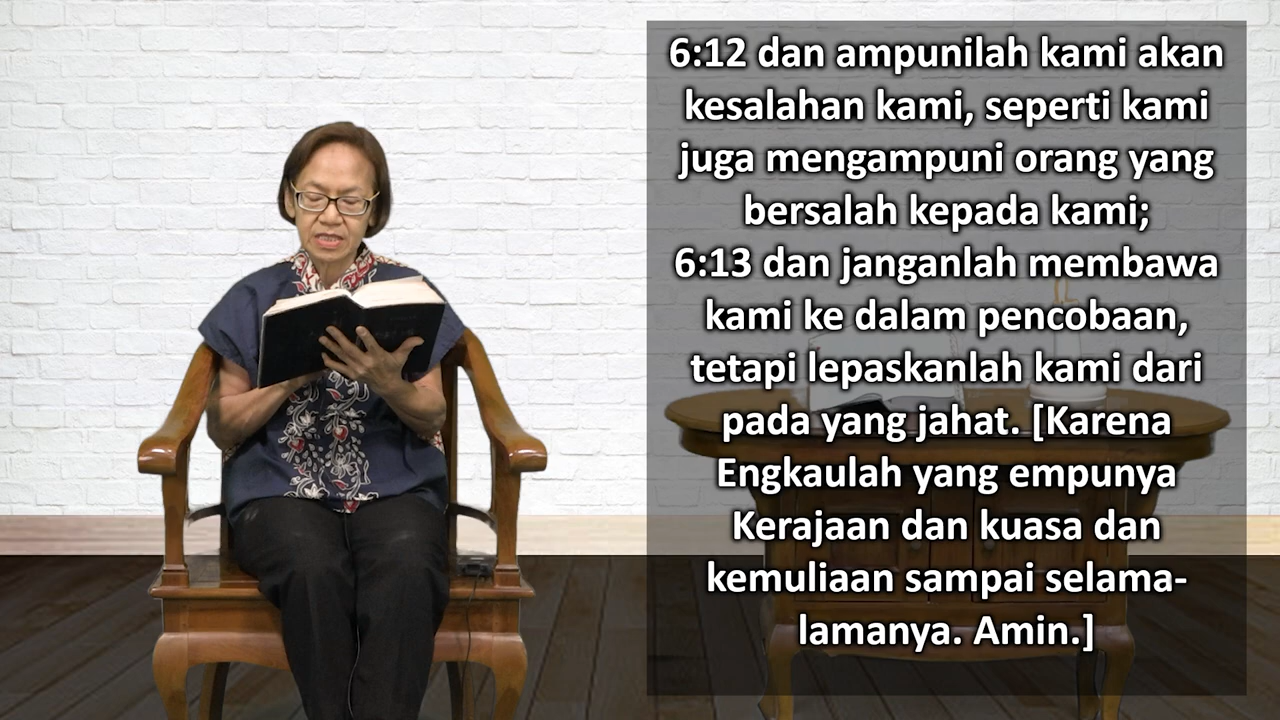 6:12 dan ampunilah kami akan
kesalahan kami, seperti kami
juga mengampuni orang yang
bersalah kepada kami;
6:13 dan janganlah membawa
kami ke dalam pencobaan,
tetapi lepaskanlah kami dari
pada yang jahat. [Karena
Engkaulah yang empunya
Kerajaan dan kuasa dan
kemuliaan sampai selama-
lamanya. Amin.]